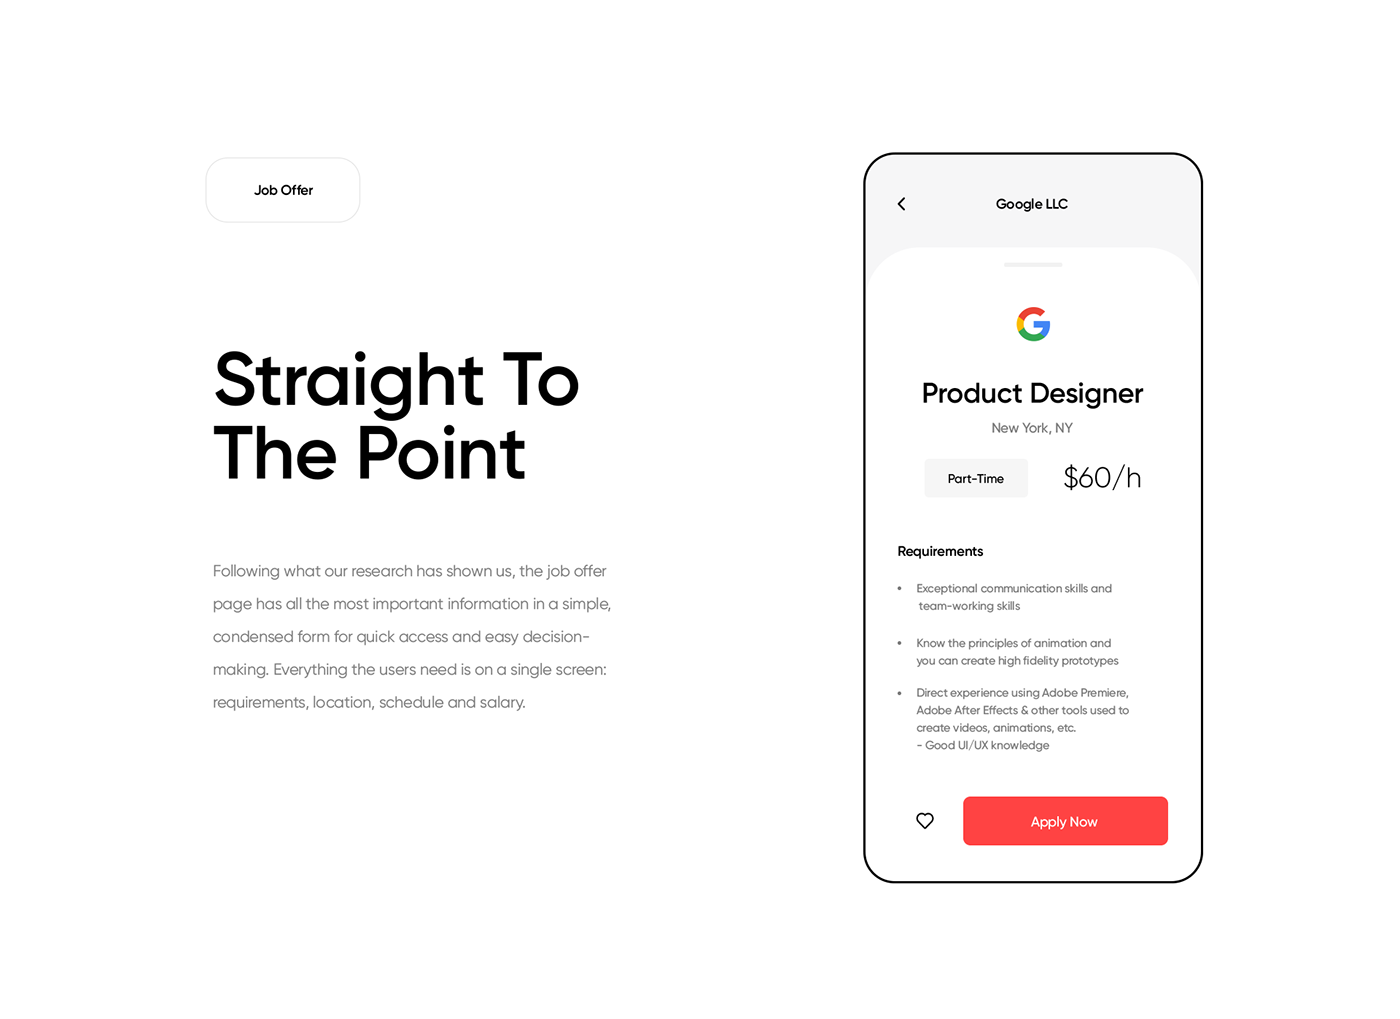 Job Offer
Straight To
The Point
Following what our research has shown us, the job offer
page has all the most important information in a simple,
condensed form for quick access and easy decision-
making. Everything the users need is on a single screen:
requirements, location, schedule and salary.
Google LLC
Product Designer
New York, NY
Part-Time
$60/h
Requirements
• Exceptional communication skills and
team-working skills
• Know the principles of animation and
you can create high fidelity prototypes
• Direct experience using Adobe Premiere,
Adobe After Effects & other tools used to
create videos, animations, etc.
- Good UI/UX knowledge
Apply Now